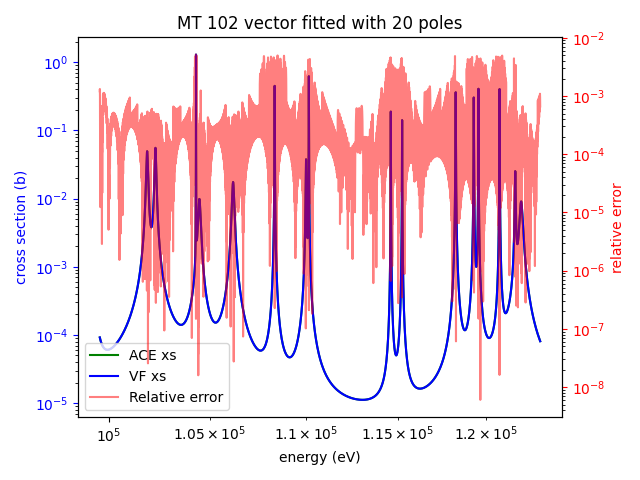 MT 102 vector fitted with 20 poles
10⁰
10⁻¹
10⁻²
10⁻³
10⁻⁴
10⁻⁵
cross section (b)
10⁻²
10⁻³
10⁻⁴
10⁻⁵
10⁻⁶
10⁻⁷
10⁻⁸
relative error
ACE xs
VF xs
Relative error
10⁵ 1.05 × 10⁵ 1.1 × 10⁵ 1.15 × 10⁵ 1.2 × 10⁵
energy (eV)